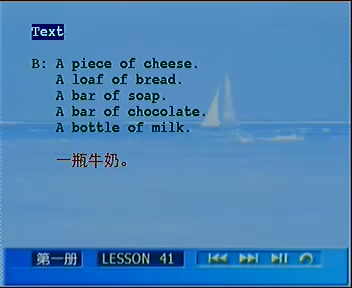 Text
B: A piece of cheese.
A loaf of bread.
A bar of soap.
A bar of chocolate.
A bottle of milk.
一瓶牛奶。
第一册 LESSON 41